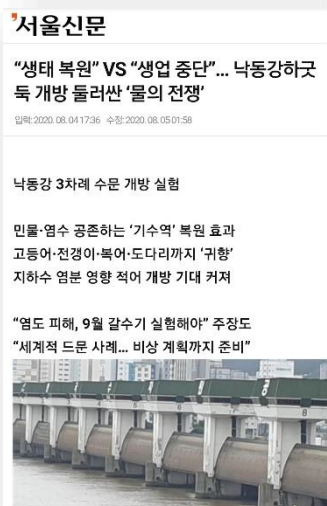 서울신문
“생태 복원” VS “생업 중단”... 낙동강하굿
둑 개방 둘러싼 ‘물의 전쟁’
입력: 2020. 08. 04 17:36 수정: 2020. 08. 05 01:58
낙동강 3차례 수문 개방 실험
민물·염수 공존하는 ‘기수역’ 복원 효과
고등어·전갱이·복어·도다리까지 ‘귀향’
지하수 염분 영향 적어 개방 기대 커져
“염도 피해, 9월 갈수기 실험해야” 주장도
“세계적 드문 사례... 비상 계획까지 준비”